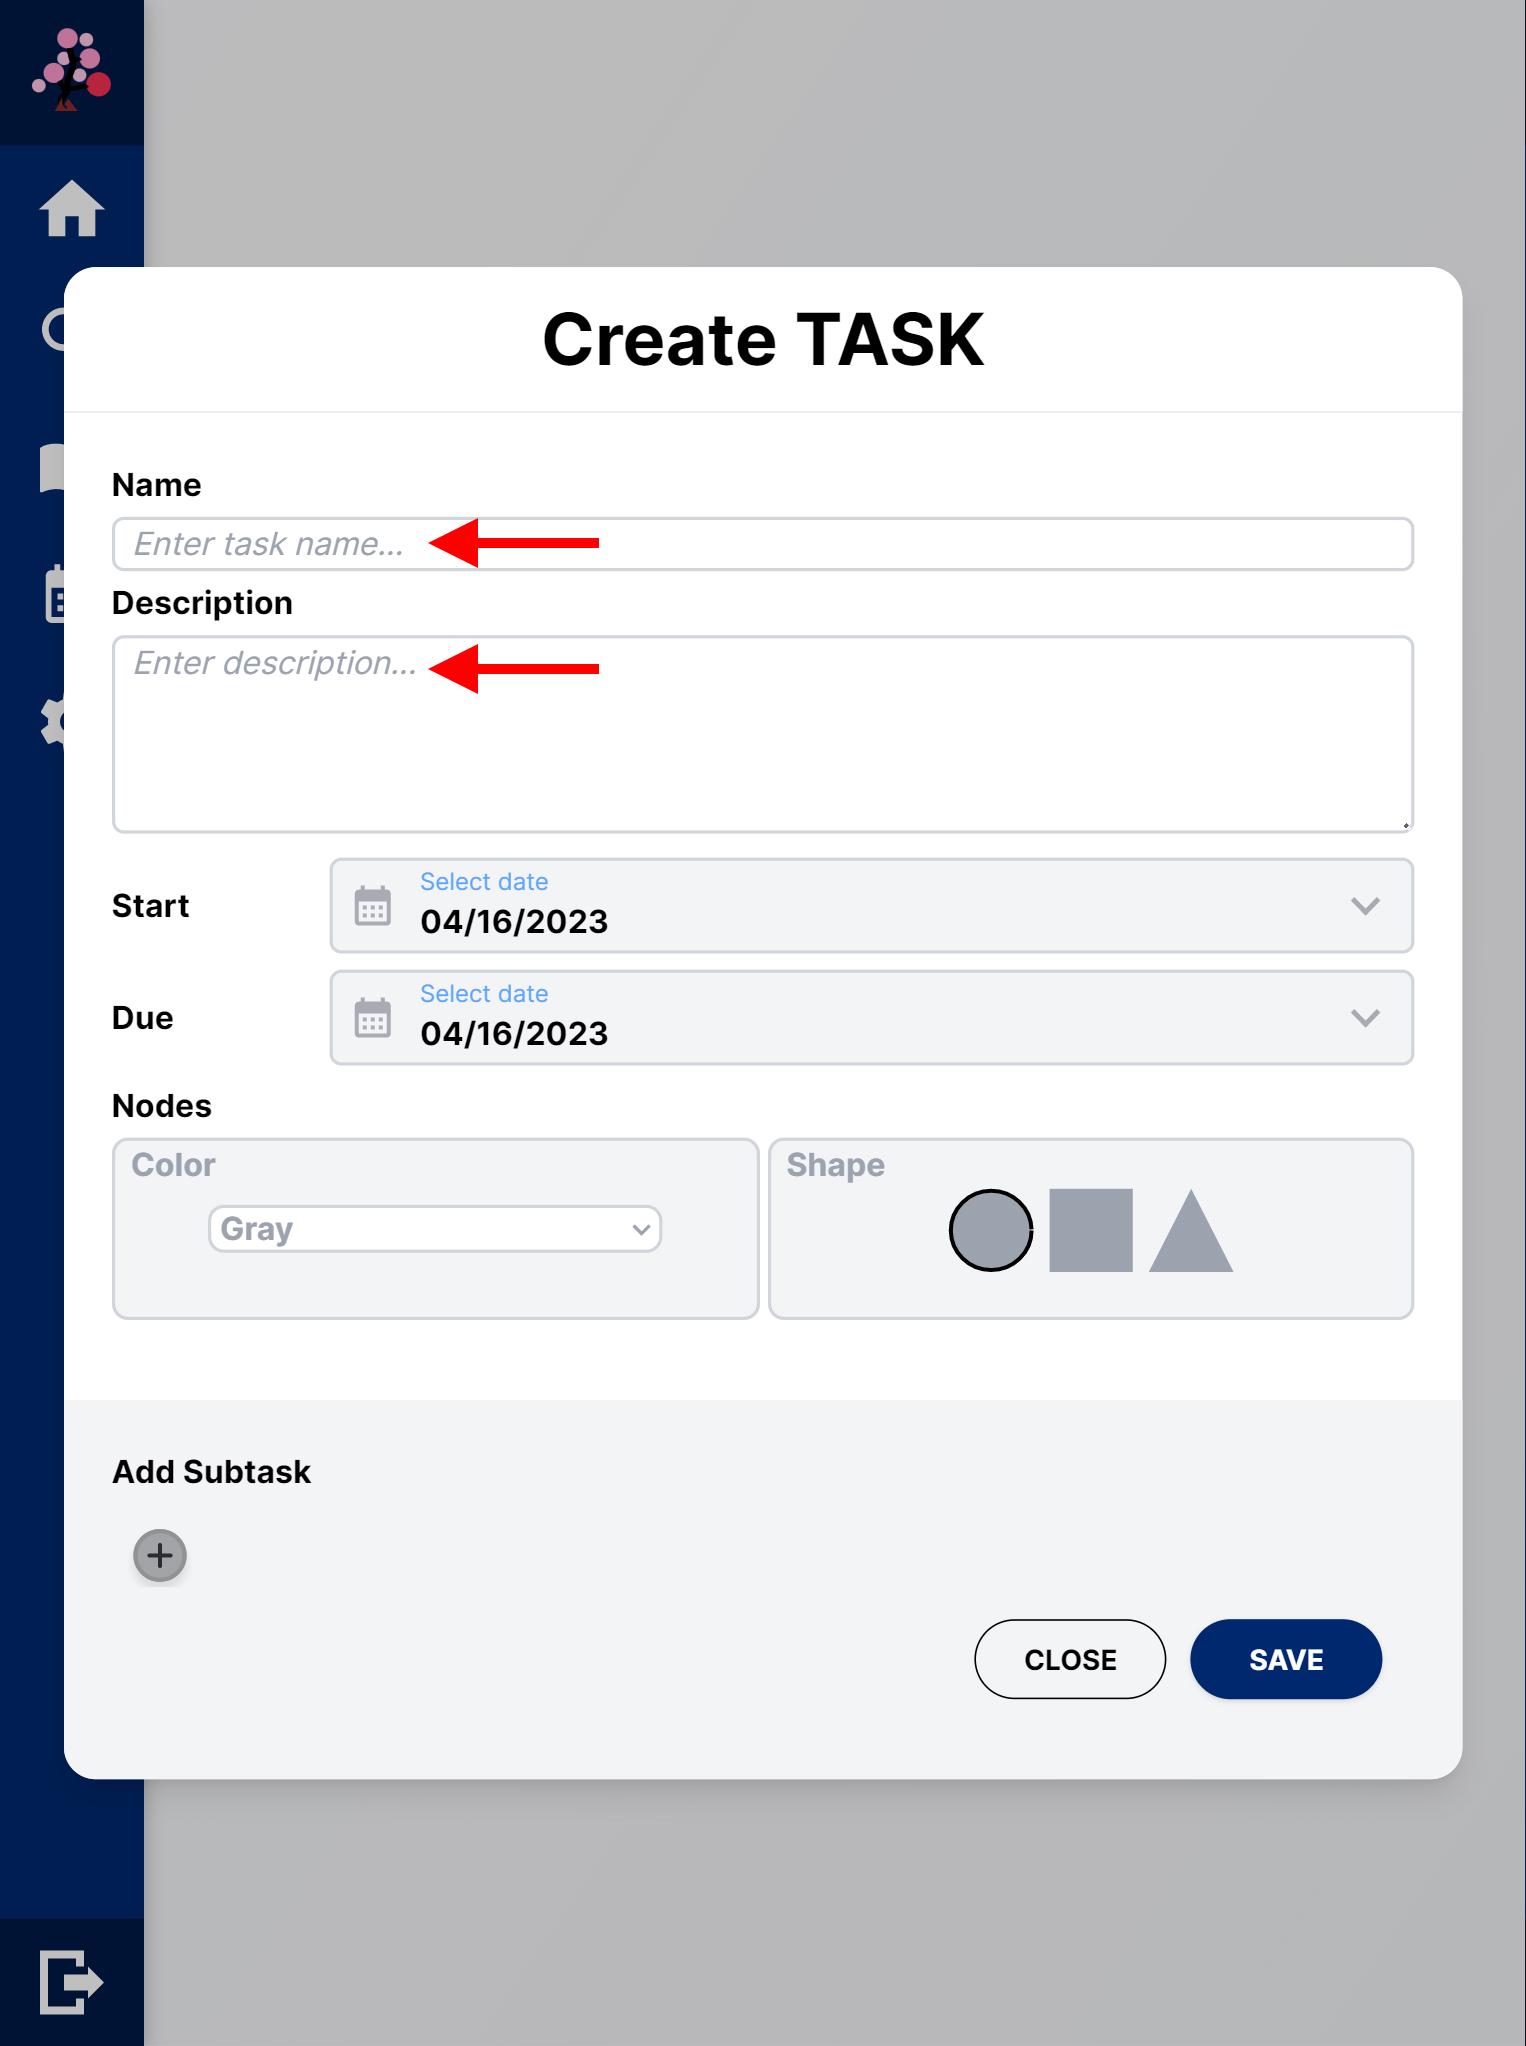 Create TASK
Name
Enter task name...
Description
Enter description...
Start
Select date
04/16/2023
Due
Select date
04/16/2023
Nodes
Color
Gray
Shape
Add Subtask
CLOSE
SAVE